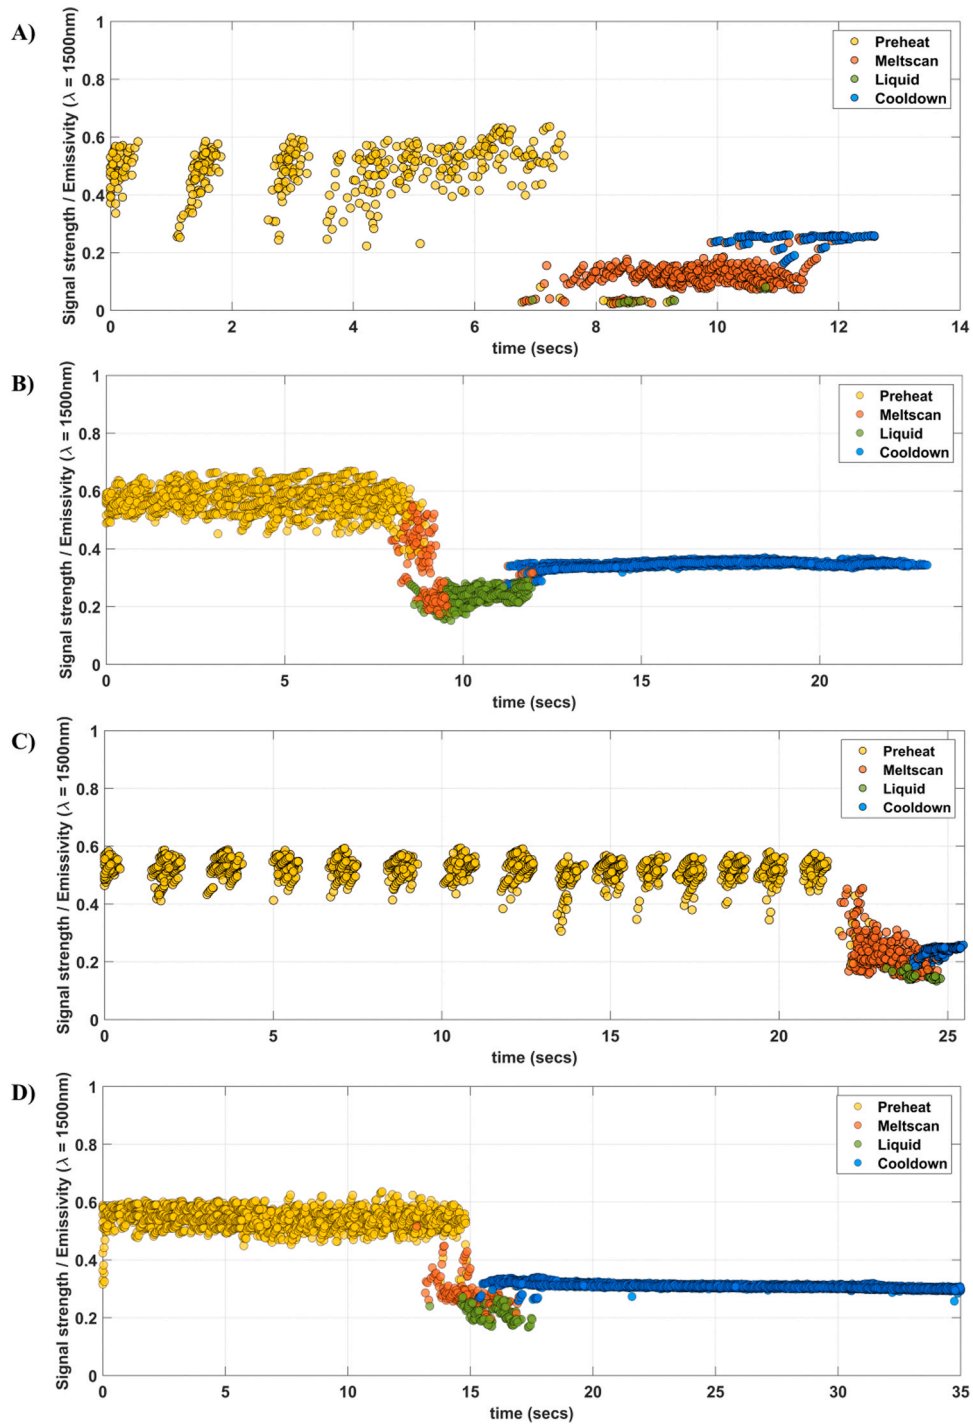 A)
Signal strength / Emissivity (λ = 1500nm)
1
0.8
0.6
0.4
0.2
0
Preheat
Meltscan
Liquid
Cooldown
0 2 4 6 8 10 12 14
time (secs)
B)
Signal strength / Emissivity (λ = 1500nm)
1
0.8
0.6
0.4
0.2
0
Preheat
Meltscan
Liquid
Cooldown
0 5 10 15 20
time (secs)
C)
Signal strength / Emissivity (λ = 1500nm)
1
0.8
0.6
0.4
0.2
0
Preheat
Meltscan
Liquid
Cooldown
0 5 10 15 20 25
time (secs)
D)
Signal strength / Emissivity (λ = 1500nm)
1
0.8
0.6
0.4
0.2
0
Preheat
Meltscan
Liquid
Cooldown
0 5 10 15 20 25 30 35
time (secs)